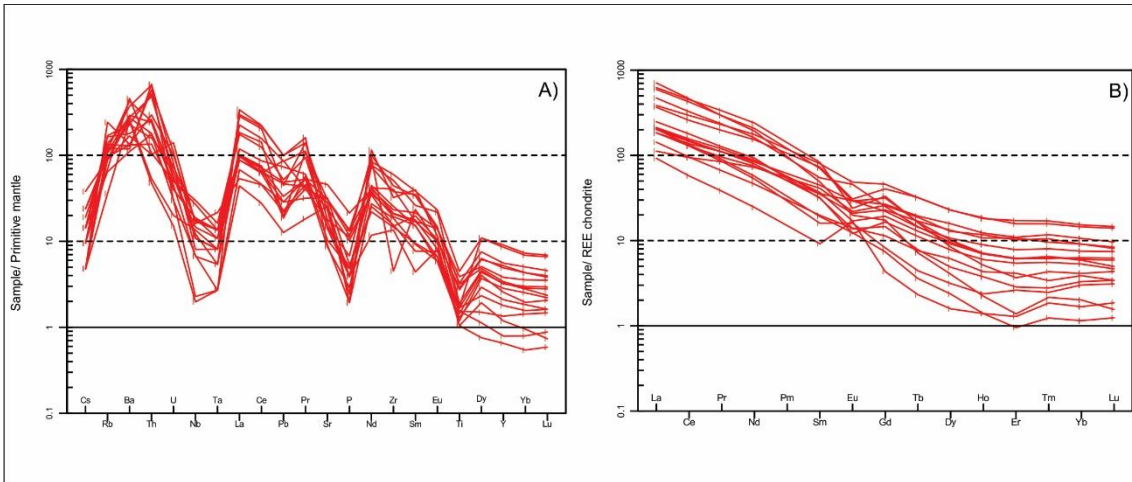 A)
Sample/ Primitive mantle
1000
100
10
1
0.1
Cs Ba U Ta Ce Pr P Zr Eu Dy Yb
Rb Th Nb La Pb Sr Nd Sm Ti Y Lu
B)
Sample/ REE chondrite
1000
100
10
1
0.1
La Pr Pm Eu Tb Ho Tm Lu
Ce Nd Sm Gd Dy Er Yb